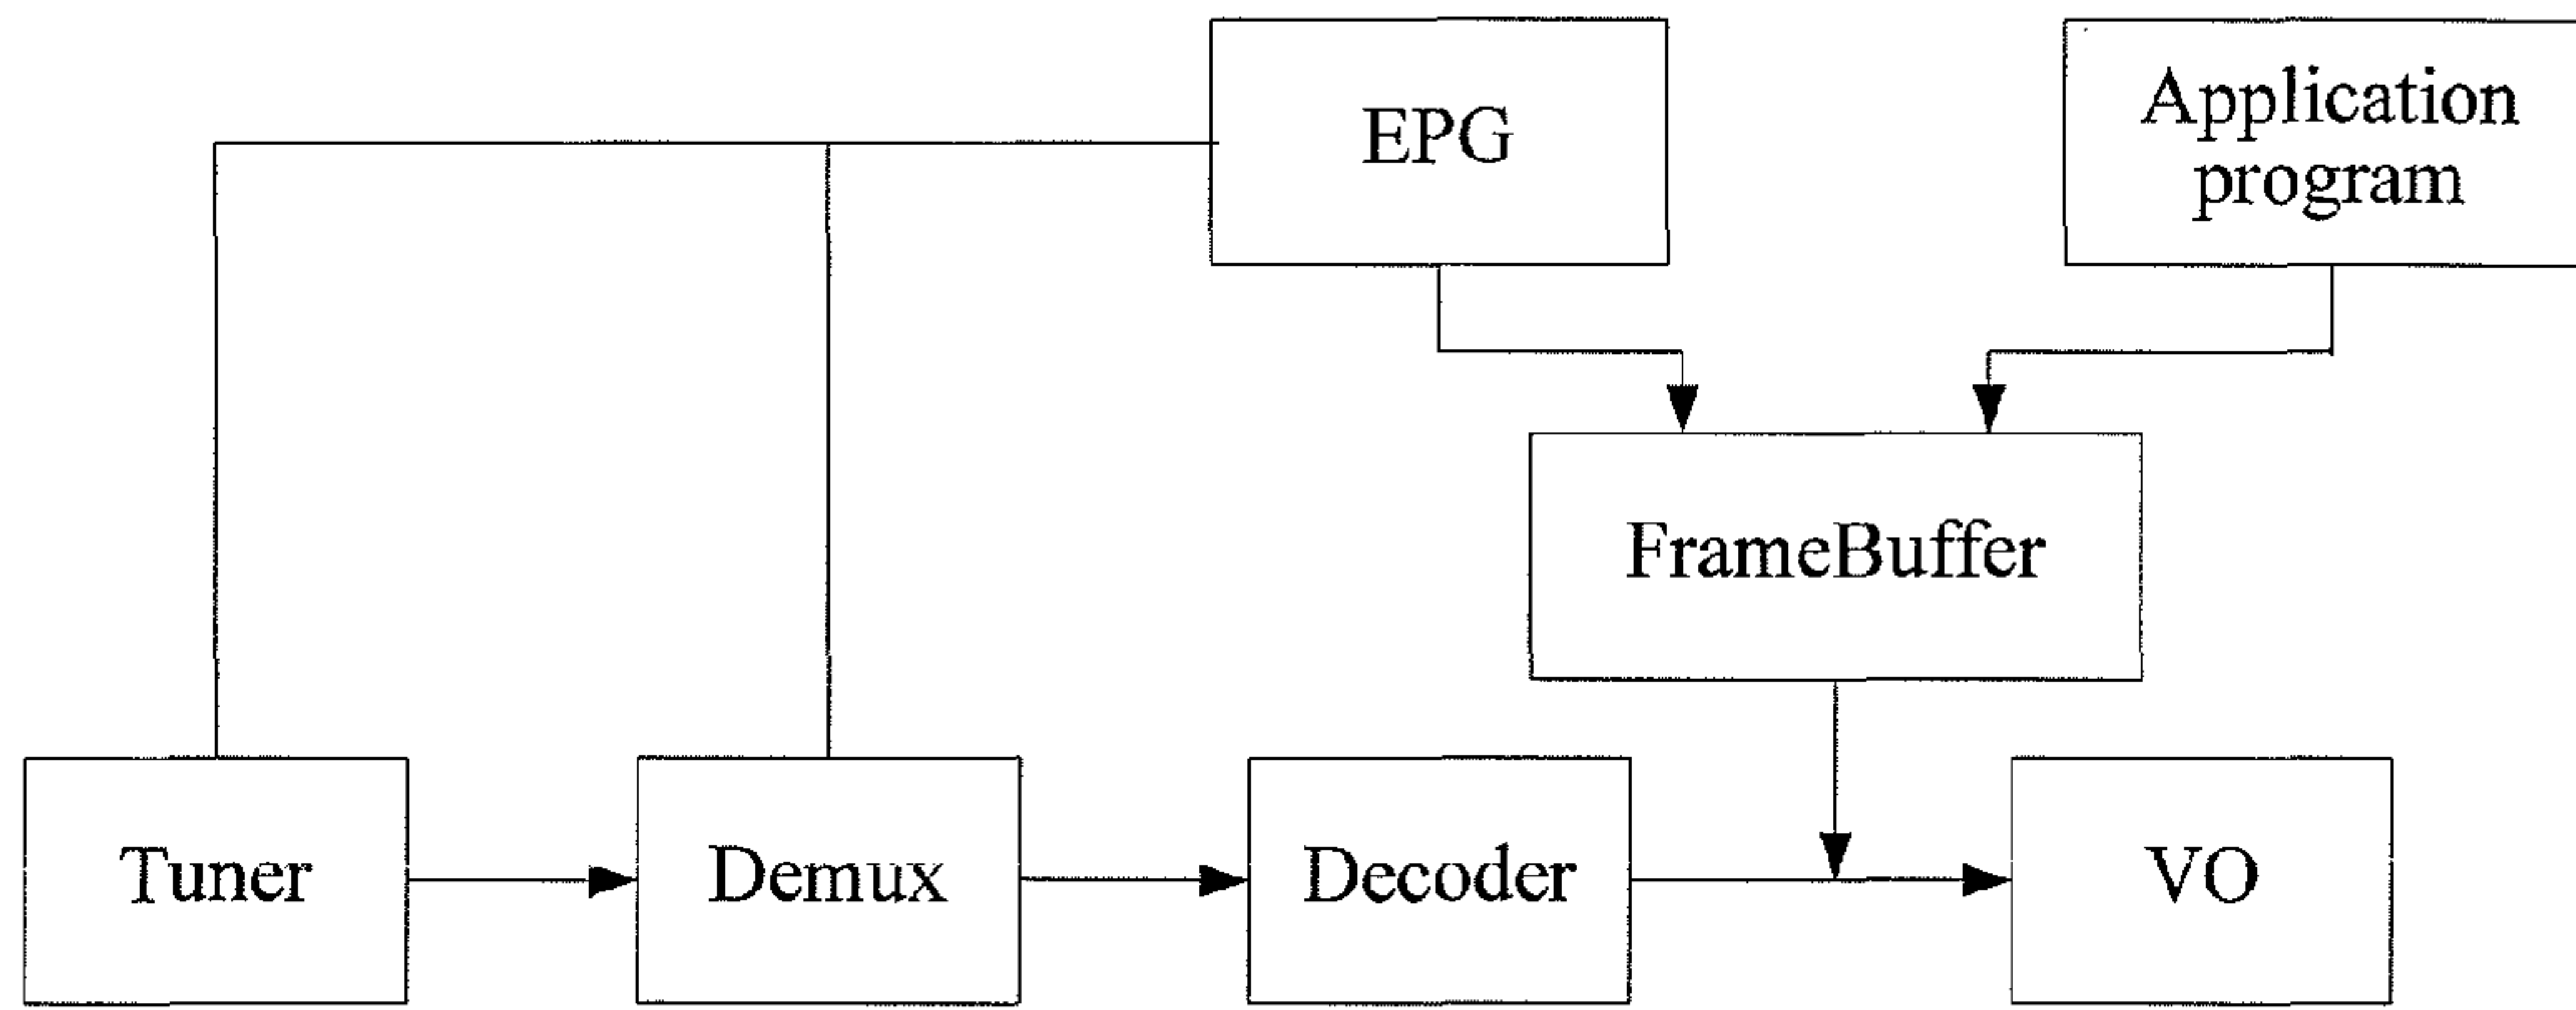 EPG
Application
program
FrameBuffer
Tuner
Demux
Decoder
VO